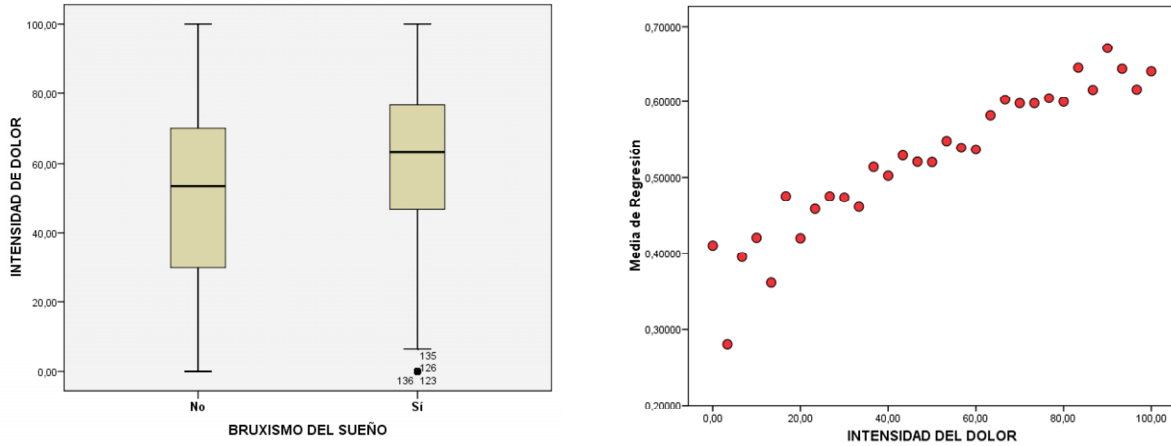 100,00
80,00
60,00
40,00
20,00
0,00
INTENSIDAD DE DOLOR
135
126
136 123
No Sí
BRUXISMO DEL SUEÑO
0,70000
0,60000
0,50000
0,40000
0,30000
0,20000
Media de Regresión
0,00 20,00 40,00 60,00 80,00 100,00
INTENSIDAD DEL DOLOR